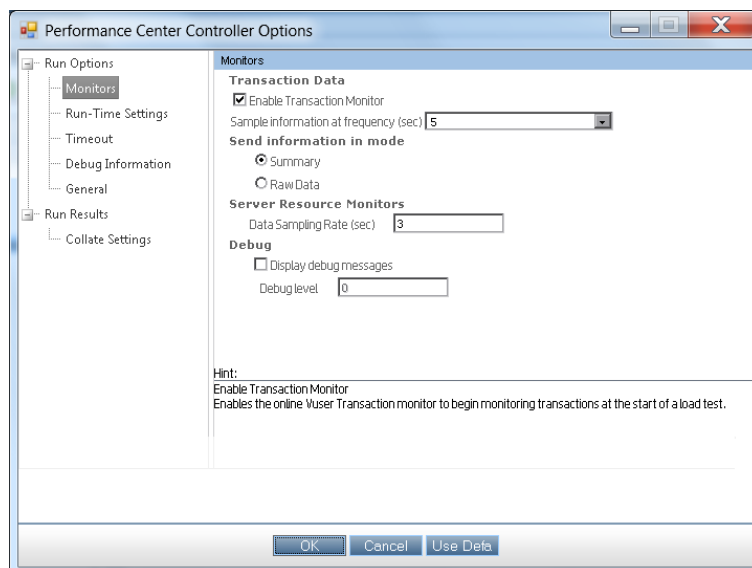 Performance Center Controller Options
Run Options
Monitors
Run-Time Settings
Timeout
Debug Information
General
Run Results
Collate Settings
Monitors
Transaction Data
Enable Transaction Monitor
Sample information at frequency (sec) 5
Send information in mode
Summary
Raw Data
Server Resource Monitors
Data Sampling Rate (sec) 3
Debug
Display debug messages
Debug level 0
Hint:
Enable Transaction Monitor
Enables the online Vuser Transaction monitor to begin monitoring transactions at the start of a load test.
OK Cancel Use Defa